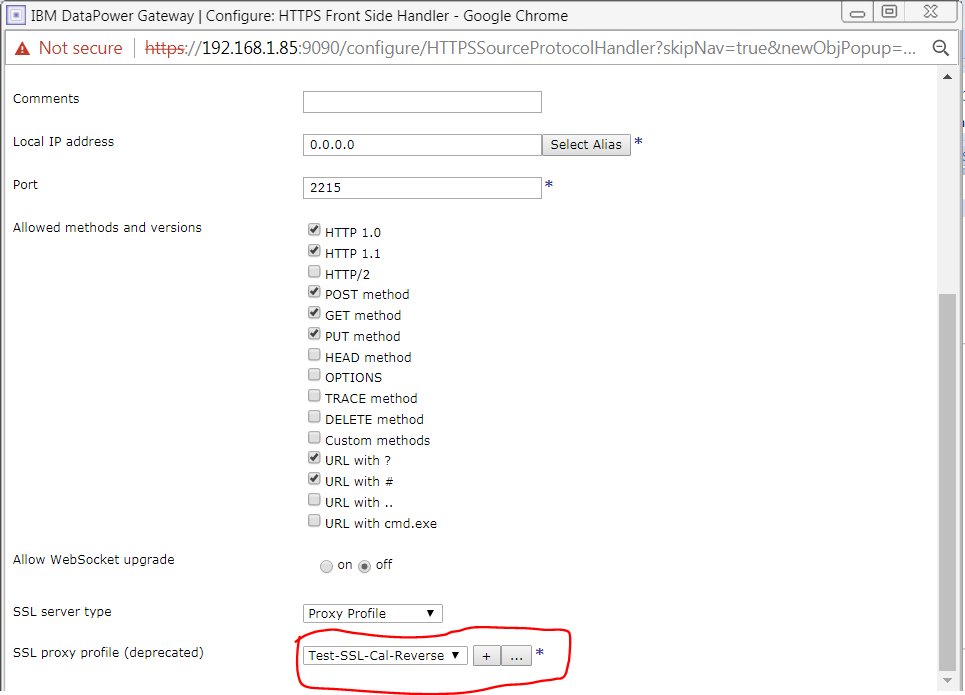 IBM DataPower Gateway | Configure: HTTPS Front Side Handler - Google Chrome
Not secure https://192.168.1.85:9090/configure/HTTPSSourceProtocolHandler?skipNav=true&newObjPopup=...
Comments
Local IP address 0.0.0.0 Select Alias *
Port 2215 *
Allowed methods and versions
HTTP 1.0
HTTP 1.1
HTTP/2
POST method
GET method
PUT method
HEAD method
OPTIONS
TRACE method
DELETE method
Custom methods
URL with ?
URL with #
URL with ..
URL with cmd.exe
Allow WebSocket upgrade on off
SSL server type Proxy Profile
SSL proxy profile (deprecated) Test-SSL-Cal-Reverse + ... *